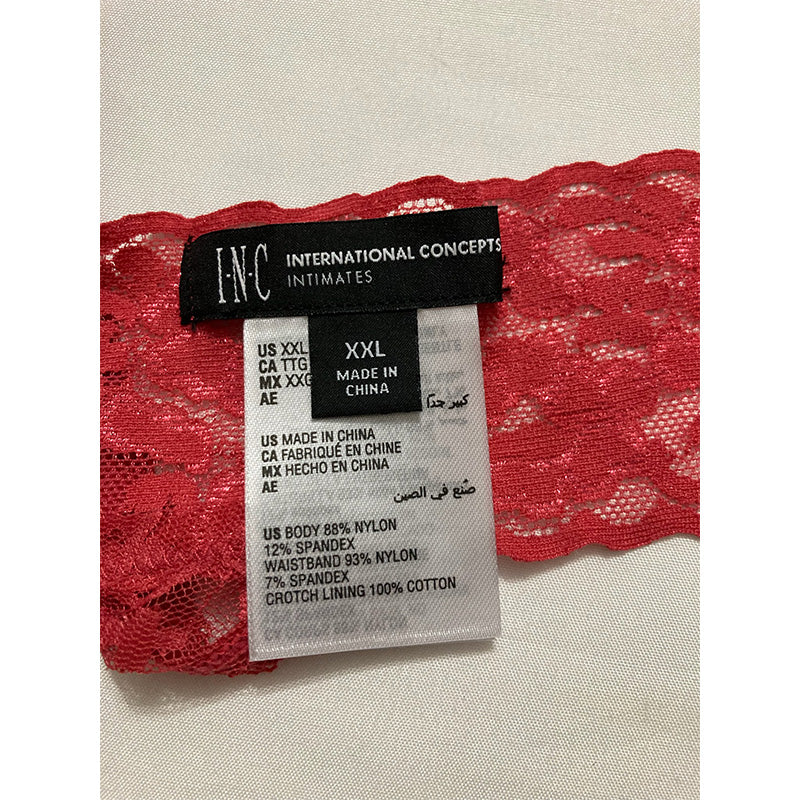 I·N·C INTERNATIONAL CONCEPTS
INTIMATES
XXL
MADE IN
CHINA
US XXL
CA TTG
MX XXG
AE كبير جدًا
US MADE IN CHINA
CA FABRIQUÉ EN CHINE
MX HECHO EN CHINA
AE صُنع في الصين
US BODY 88% NYLON
12% SPANDEX
WAISTBAND 93% NYLON
7% SPANDEX
CROTCH LINING 100% COTTON